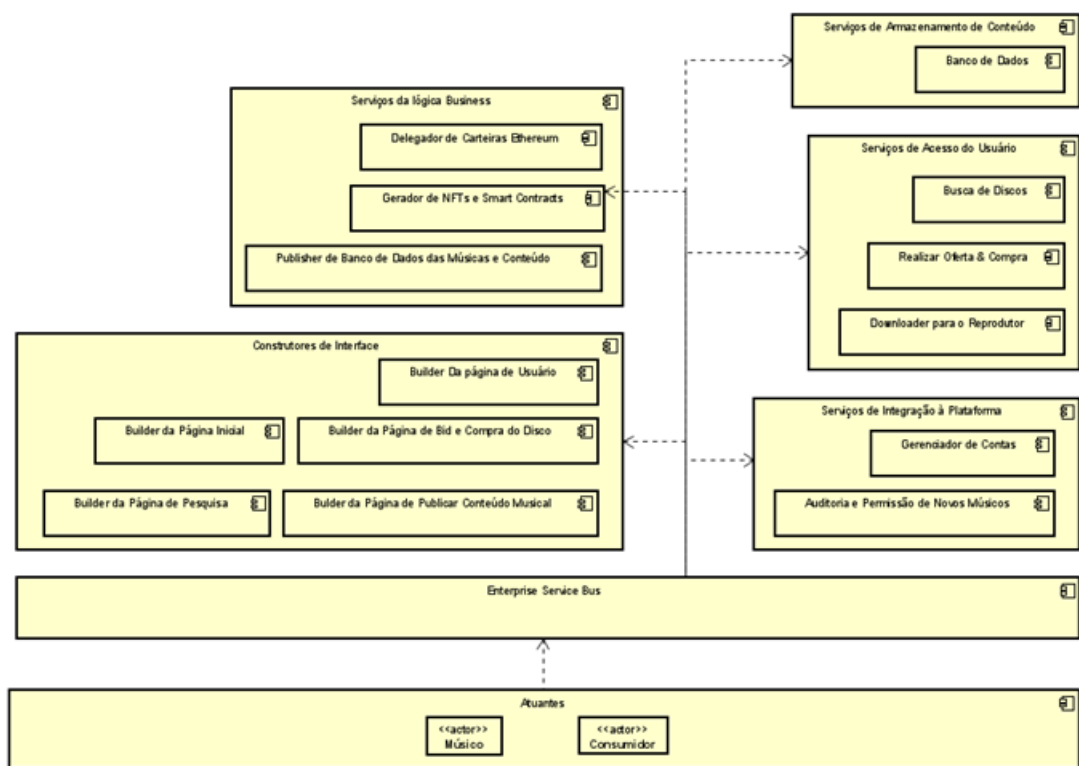 Serviços de Armazenamento de Conteúdo
Banco de Dados
Serviços da lógica Business
Delegador de Carteiras Ethereum
Gerador de NFTs e Smart Contracts
Publisher de Banco de Dados das Músicas e Conteúdo
Serviços de Acesso do Usuário
Busca de Discos
Realizar Oferta & Compra
Downloader para o Reprodutor
Construtores de Interface
Builder Da página de Usuário
Builder da Página Inicial
Builder da Página de Bid e Compra do Disco
Builder da Página de Pesquisa
Bulder da Página de Publicar Conteúdo Musical
Serviços de Integração à Plataforma
Gerenciador de Contas
Auditoria e Permissão de Novos Músicos
Enterprise Service Bus
Atuantes
<<actor>>
Músico
<<actor>>
Consumidor